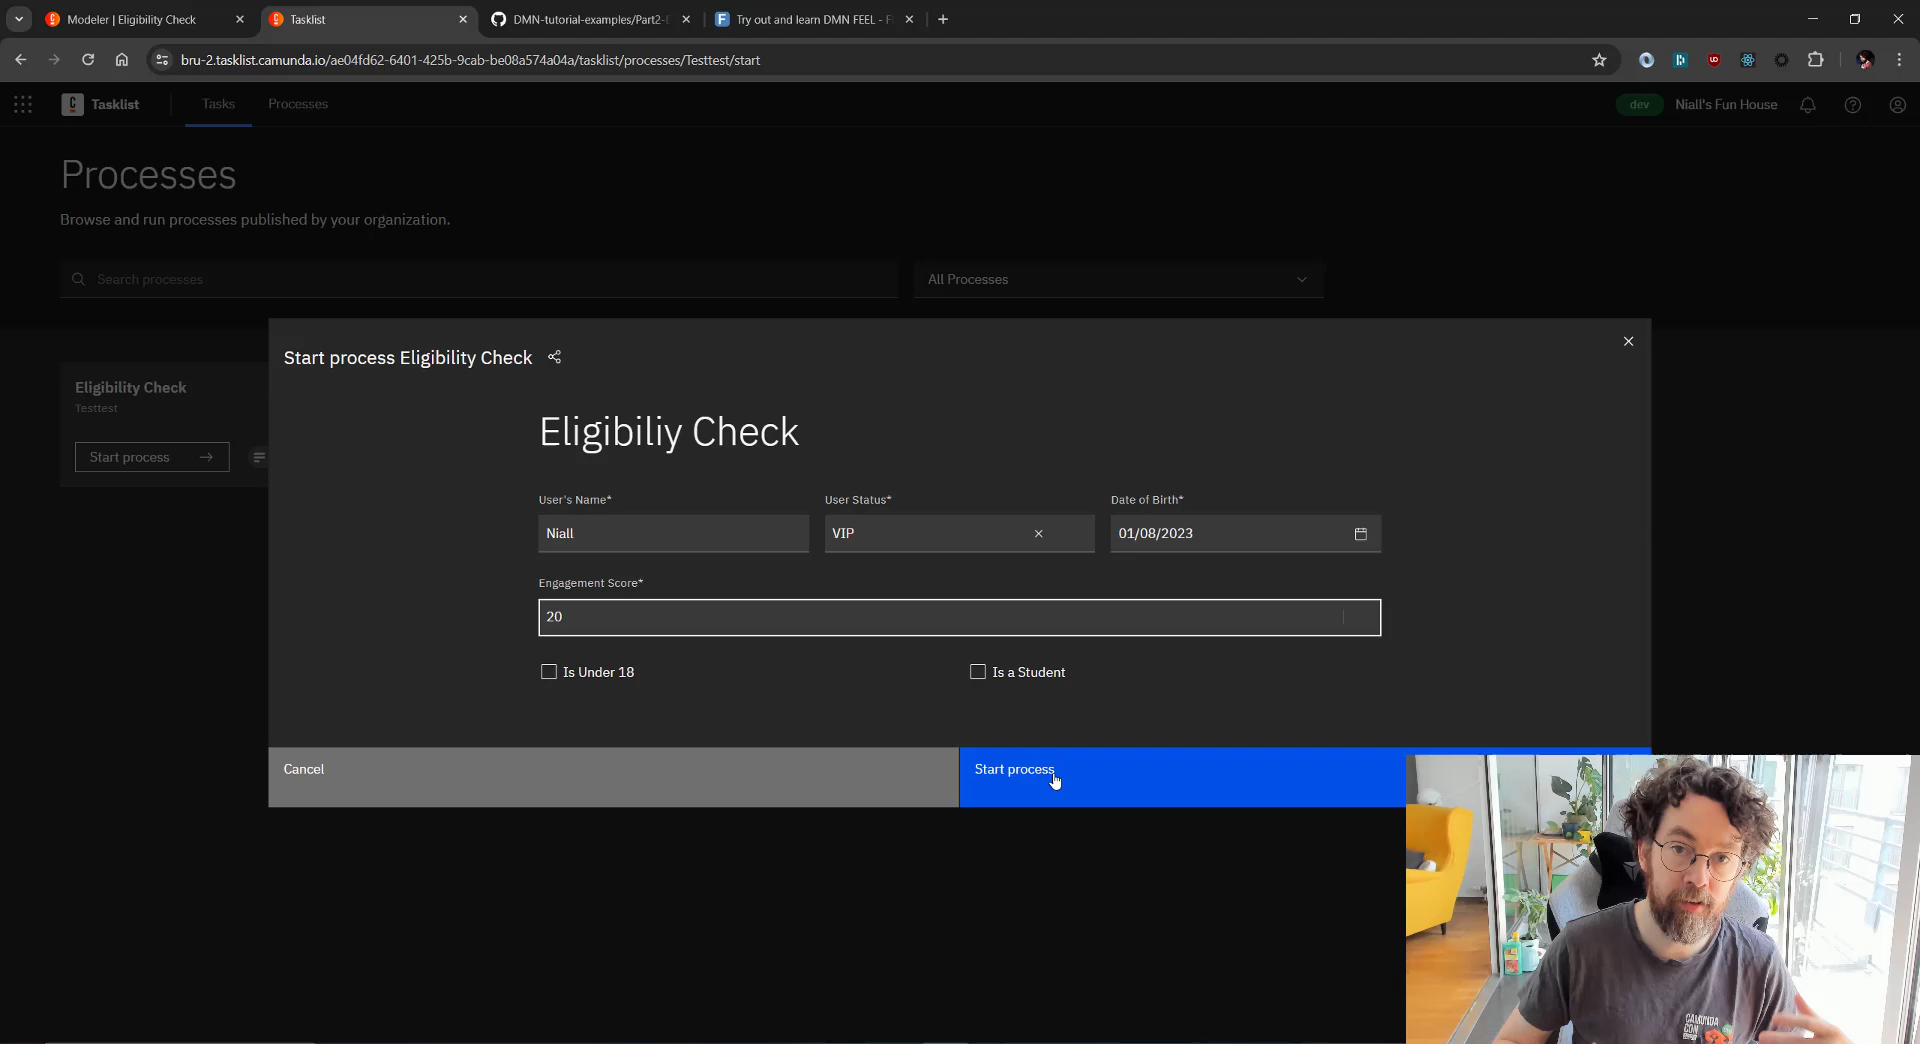 Modeler | Eligibility Check
Tasklist
DMN-tutorial-examples/Part2-
Try out and learn DMN FEEL - F
bru-2.tasklist.camunda.io/ae04fd62-6401-425b-9cab-be08a574a04a/tasklist/processes/Testtest/start
Tasklist
Tasks
Processes
dev
Niall's Fun House
Processes
Browse and run processes published by your organization.
Search processes
All Processes
Start process Eligibility Check
Eligibility Check
Testtest
Start process
Eligibiliy Check
User's Name*
User Status*
Date of Birth*
Niall
VIP
01/08/2023
Engagement Score*
20
Is Under 18
Is a Student
Cancel
Start process
CAMUNDA
CON